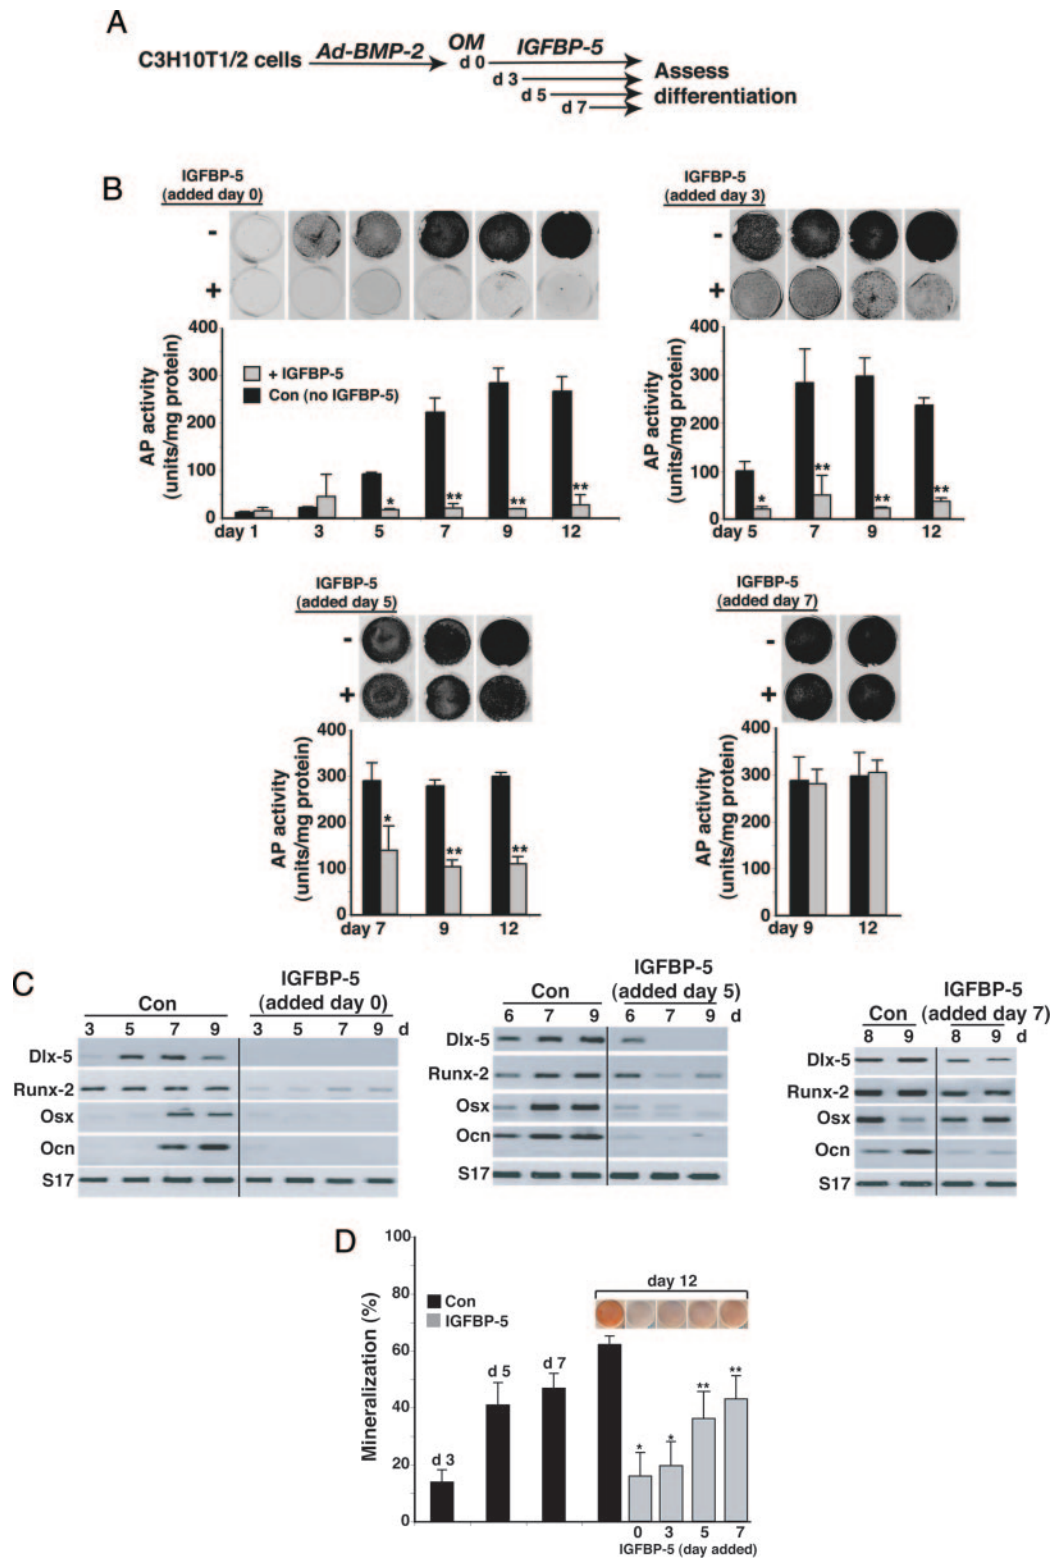 A
C3H10T1/2 cells Ad-BMP-2 OM d 0 IGFBP-5
d 3
d 5
d 7
Assess
differentiation
B
IGFBP-5
(added day 0)
-
+
400
300
200
100
0
AP activity
(units/mg protein)
+ IGFBP-5
Con (no IGFBP-5)
* ** ** **
day 1 3 5 7 9 12
IGFBP-5
(added day 3)
-
+
400
300
200
100
0
AP activity
(units/mg protein)
* ** ** **
day 5 7 9 12
IGFBP-5
(added day 5)
-
+
400
300
200
100
0
AP activity
(units/mg protein)
* ** **
day 7 9 12
IGFBP-5
(added day 7)
-
+
400
300
200
100
0
AP activity
(units/mg protein)
day 9 12
C
Con
IGFBP-5
(added day 0)
3 5 7 9 3 5 7 9 d
Dlx-5
Runx-2
Osx
Ocn
S17
Con
IGFBP-5
(added day 5)
6 7 9 6 7 9 d
Dlx-5
Runx-2
Osx
Ocn
S17
Con
IGFBP-5
(added day 7)
8 9 8 9 d
Dlx-5
Runx-2
Osx
Ocn
S17
D
100
80
60
40
20
0
Mineralization (%)
Con
IGFBP-5
day 12
d 3
d 5
d 7
* * ** **
0 3 5 7
IGFBP-5 (day added)